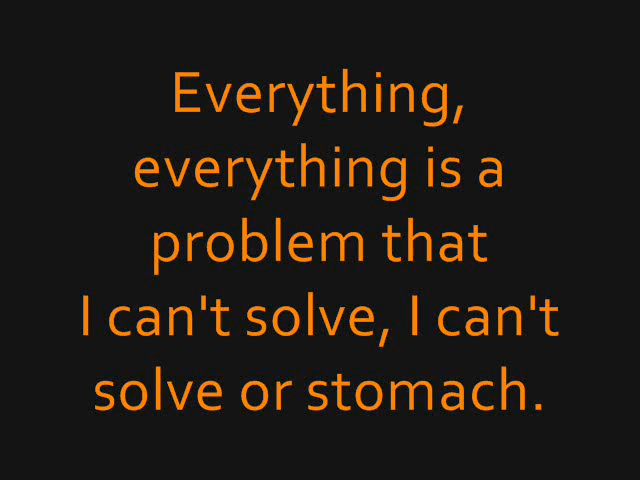 Everything,
everything is a
problem that
I can't solve, I can't
solve or stomach.